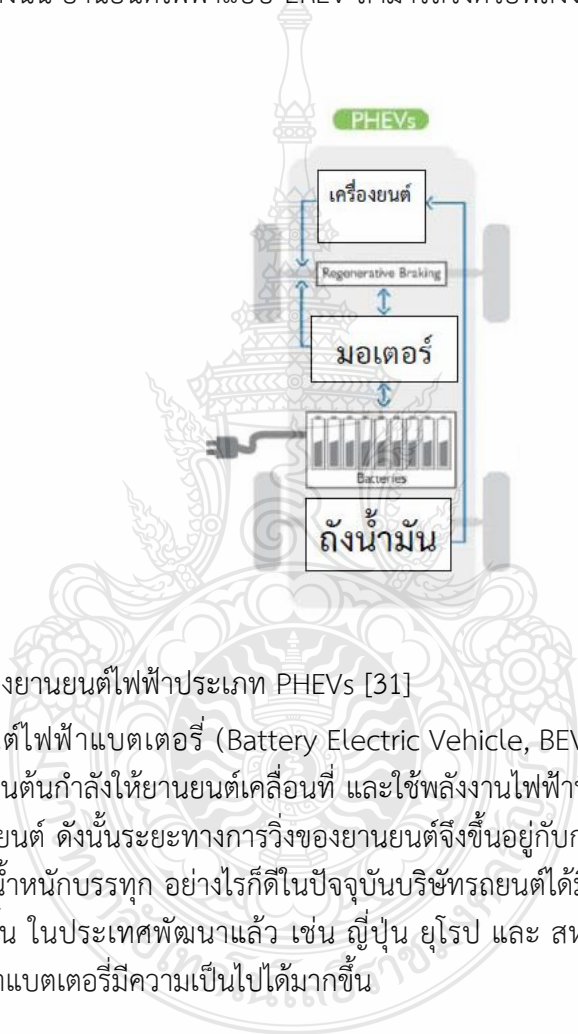 PHEVs
เครื่องยนต์
Regenerative Braking
มอเตอร์
Batteries
ถังน้ำมัน
งยานยนต์ไฟฟ้าประเภท PHEVs [31]
ต์ไฟฟ้าแบตเตอรี่ (Battery Electric Vehicle, BEV
นต้นกำลังให้ยานยนต์เคลื่อนที่ และใช้พลังงานไฟฟ้า
ยนต์ ดังนั้นระยะทางการวิ่งของยานยนต์จึงขึ้นอยู่กับ
น้ำหนักบรรทุก อย่างไรก็ดีในปัจจุบันบริษัทรถยนต์ได้
น ในประเทศพัฒนาแล้ว เช่น ญี่ปุ่น ยุโรป และ สห
าแบตเตอรี่มีความเป็นไปได้มากขึ้น